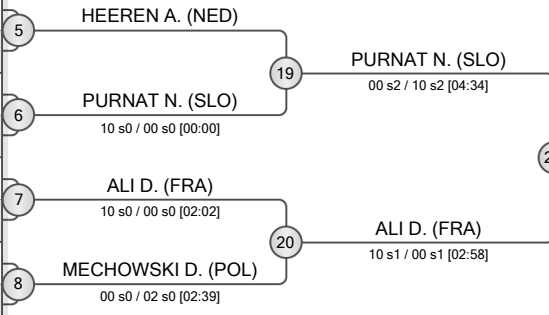 HEEREN A. (NED)
5
19
PURNAT N. (SLO)
00 s2 / 10 s2 [04:34]
PURNAT N. (SLO)
6
10 s0 / 00 s0 [00:00]
ALI D. (FRA)
7
10 s0 / 00 s0 [02:02]
20
ALI D. (FRA)
10 s1 / 00 s1 [02:58]
MECHOWSKI D. (POL)
8
00 s0 / 02 s0 [02:39]